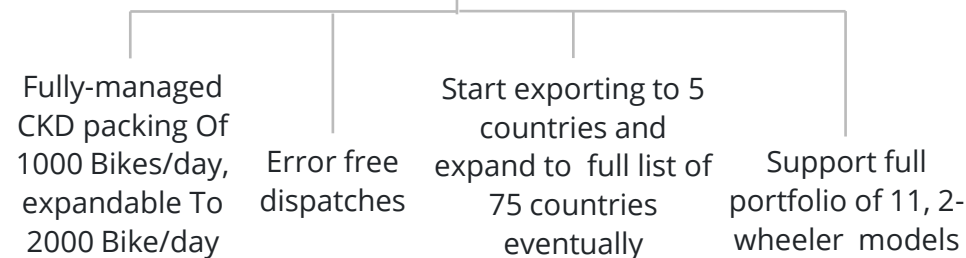 Fully-managed
CKD packing Of
1000 Bikes/day,
expandable To
2000 Bike/day
Error free
dispatches
Start exporting to 5
countries and
expand to full list of
75 countries
eventually
Support full
portfolio of 11, 2-
wheeler models